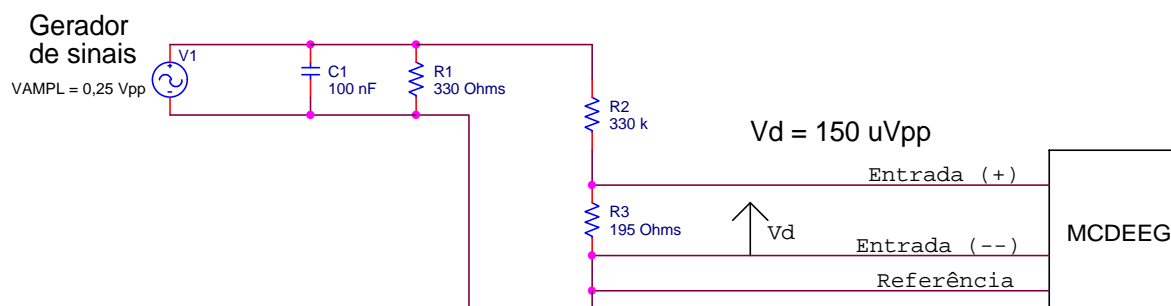 Gerador
de sinais
V1
VAMPL = 0,25 Vpp
C1
100 nF
R1
330 Ohms
R2
330 k
Vd = 150 uVpp
Entrada (+)
R3
195 Ohms
Vd
MCDEEG
Entrada (--)
Referência